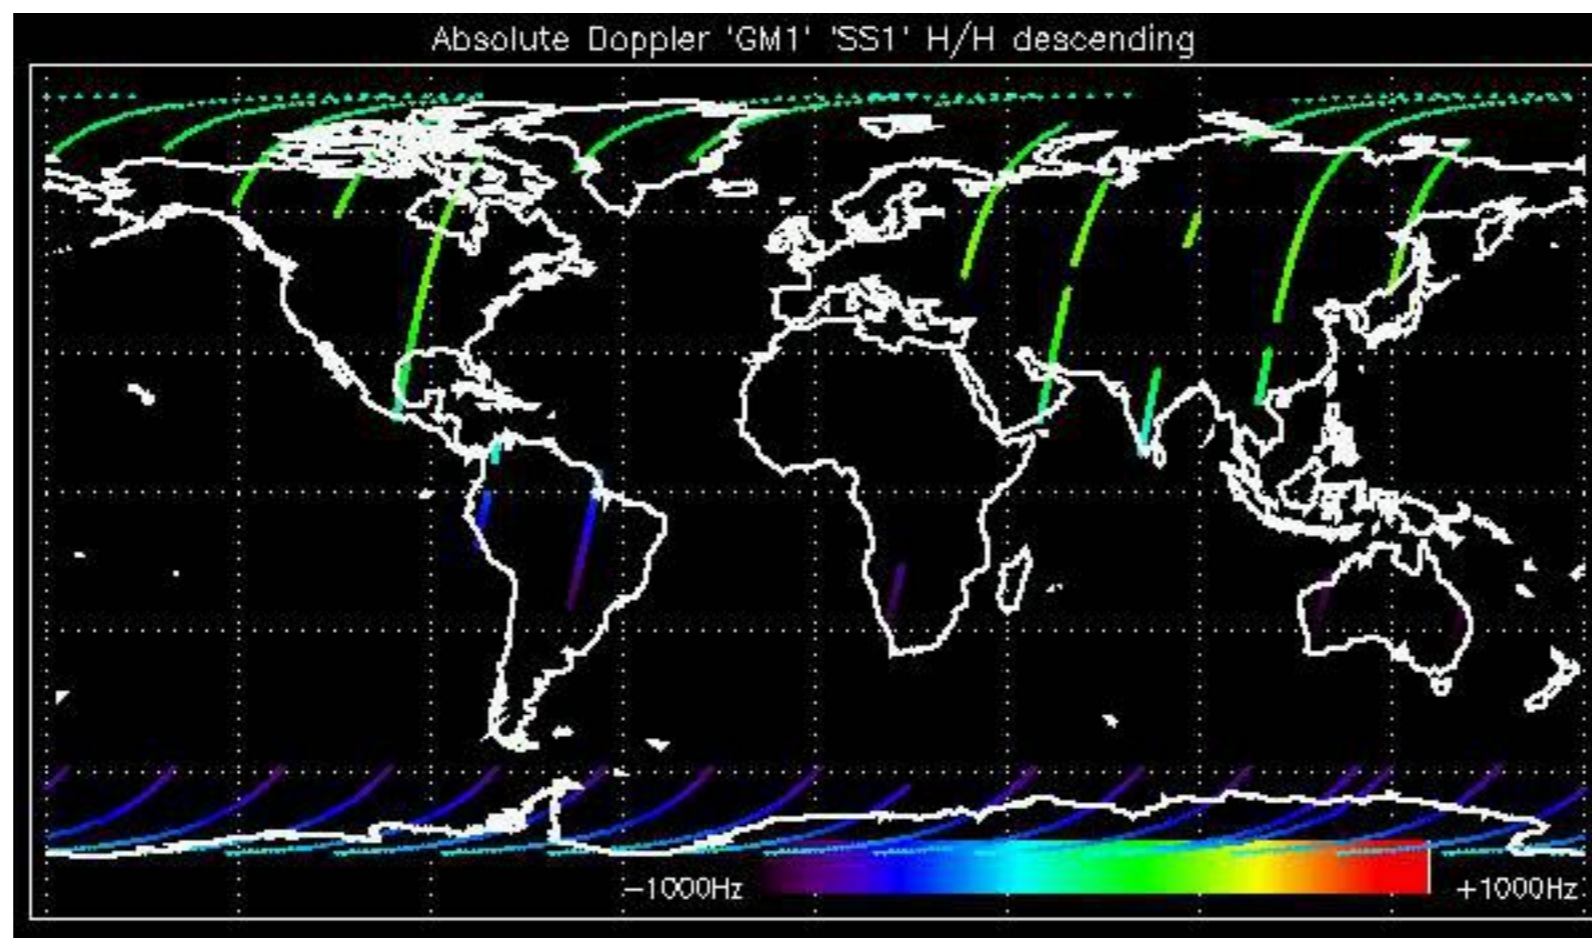 Absolute Doppler 'GM1' 'SS1' H/H descending
−1000Hz +1000Hz